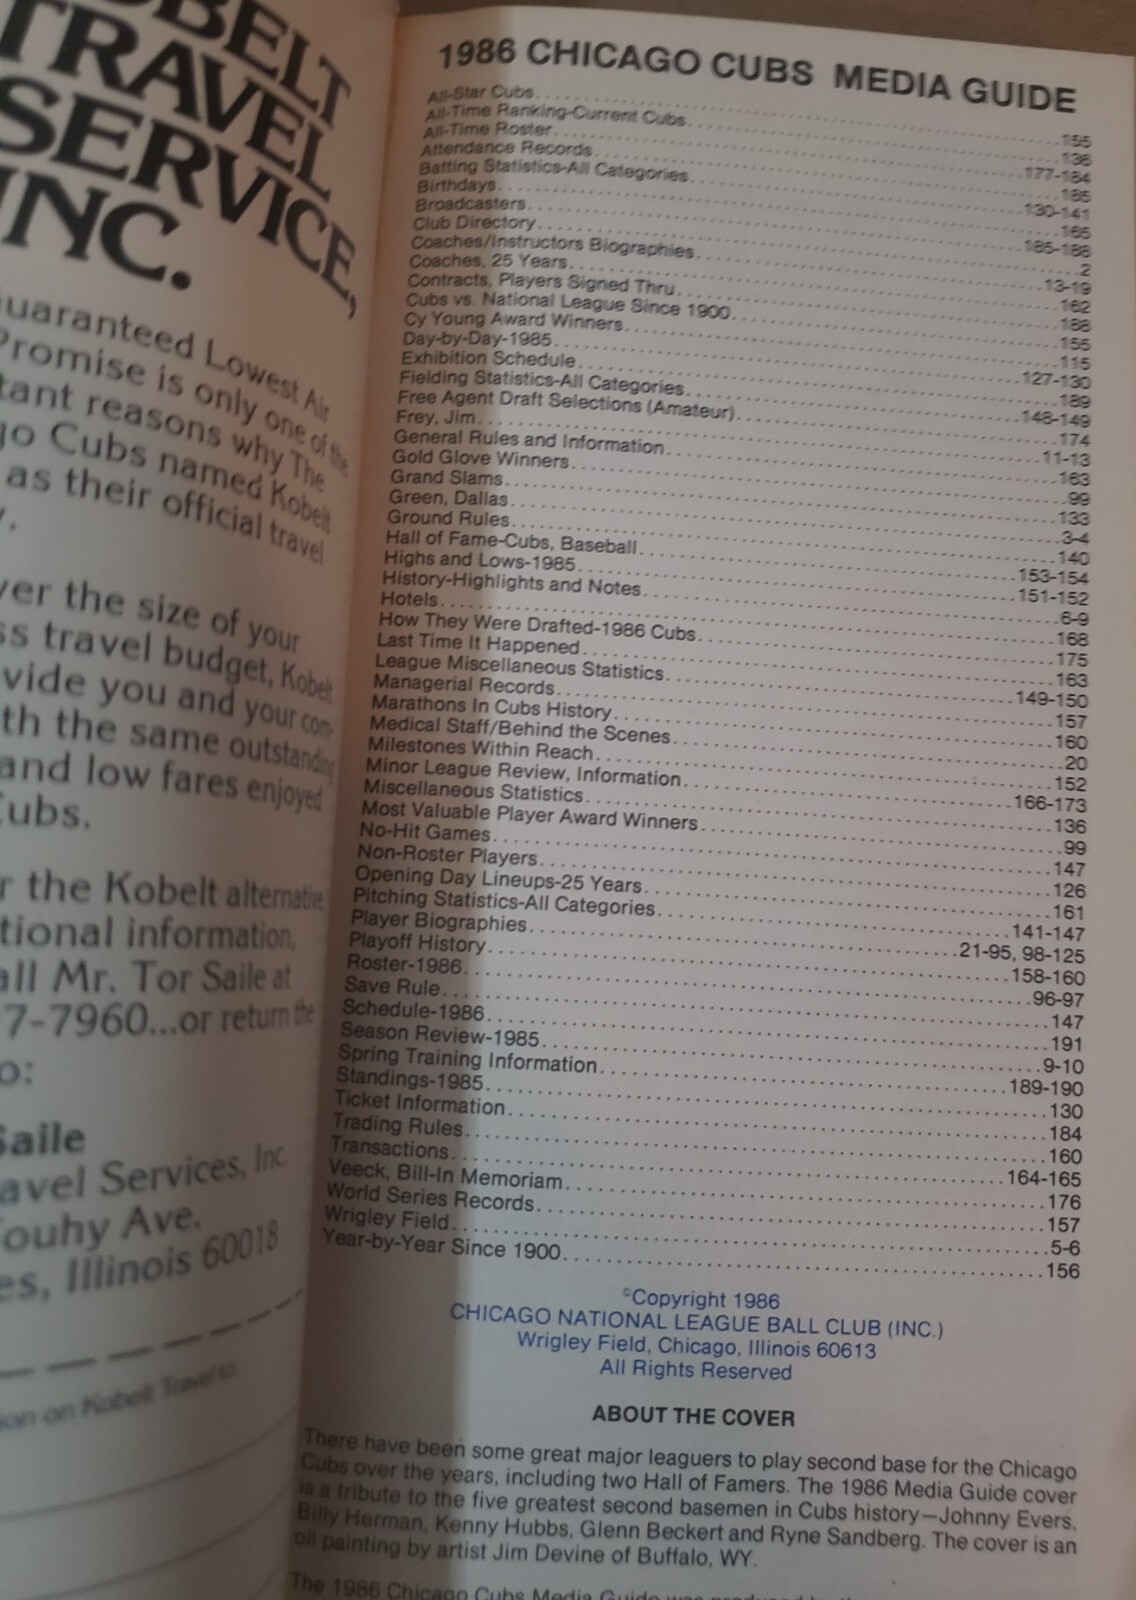 OBELT
TRAVEL
SERVICE,
INC.
Guaranteed Lowest Air
Promise is only one of the
tant reasons why The
go Cubs named Kobelt
as their official travel
y.
ver the size of your
ss travel budget, Kobelt
vide you and your com-
th the same outstanding
and low fares enjoyed
Cubs.
r the Kobelt alternative
tional information,
all Mr. Tor Saile at
7-7960...or return the
o:
Saile
avel Services, Inc.
Touhy Ave.
es, Illinois 60018
ion on Kobelt Travel to:
1986 CHICAGO CUBS MEDIA GUIDE
All-Star Cubs 155
All-Time Ranking-Current Cubs 136
All-Time Roster 177-184
Attendance Records 185
Batting Statistics-All Categories 130-141
Birthdays 165
Broadcasters 185-188
Club Directory 2
Coaches/Instructors Biographies 13-19
Coaches, 25 Years 162
Contracts, Players Signed Thru 188
Cubs vs. National League Since 1900 155
Cy Young Award Winners 115
Day-by-Day-1985 127-130
Exhibition Schedule 189
Fielding Statistics-All Categories 148-149
Free Agent Draft Selections (Amateur) 174
Frey, Jim 11-13
General Rules and Information 163
Gold Glove Winners 99
Grand Slams 133
Green, Dallas 3-4
Ground Rules 140
Hall of Fame-Cubs, Baseball 153-154
Highs and Lows-1985 151-152
History-Highlights and Notes 6-9
Hotels 168
How They Were Drafted-1986 Cubs 175
Last Time It Happened 163
League Miscellaneous Statistics 149-150
Managerial Records 157
Marathons In Cubs History 160
Medical Staff/Behind the Scenes 20
Milestones Within Reach 152
Minor League Review, Information 166-173
Miscellaneous Statistics 136
Most Valuable Player Award Winners 99
No-Hit Games 147
Non-Roster Players 126
Opening Day Lineups-25 Years 161
Pitching Statistics-All Categories 141-147
Player Biographies 21-95, 98-125
Playoff History 158-160
Roster-1986 96-97
Save Rule 147
Schedule-1986 191
Season Review-1985 9-10
Spring Training Information 189-190
Standings-1985 130
Ticket Information 184
Trading Rules 160
Transactions 164-165
Veeck, Bill-In Memoriam 176
World Series Records 157
Wrigley Field 5-6
Year-by-Year Since 1900 156
©Copyright 1986
CHICAGO NATIONAL LEAGUE BALL CLUB (INC.)
Wrigley Field, Chicago, Illinois 60613
All Rights Reserved
ABOUT THE COVER
There have been some great major leaguers to play second base for the Chicago
Cubs over the years, including two Hall of Famers. The 1986 Media Guide cover
is a tribute to the five greatest second basemen in Cubs history—Johnny Evers,
Billy Herman, Kenny Hubbs, Glenn Beckert and Ryne Sandberg. The cover is an
oil painting by artist Jim Devine of Buffalo, WY.
The 1986 Chicago Cubs Media Guide was produced by the